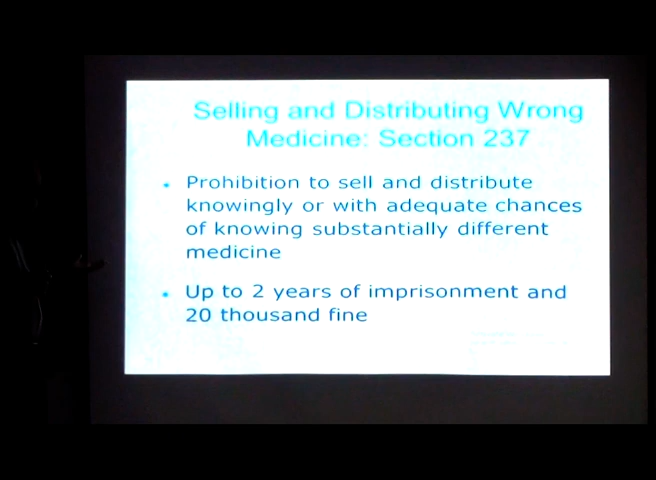 Selling and Distributing Wrong
Medicine: Section 237
• Prohibition to sell and distribute
knowingly or with adequate chances
of knowing substantially different
medicine
• Up to 2 years of imprisonment and
20 thousand fine